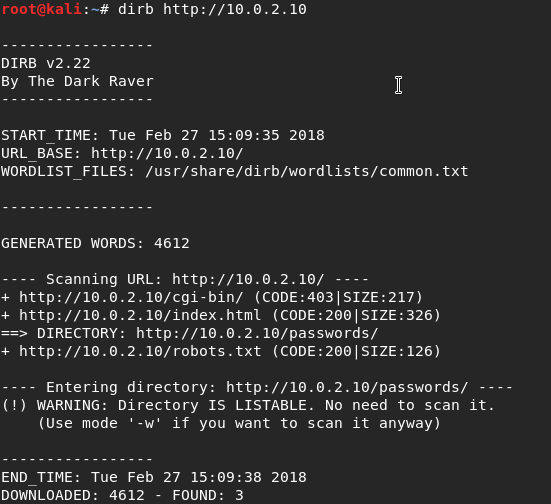 root@kali:~# dirb http://10.0.2.10
-----------------
DIRB v2.22
By The Dark Raver
-----------------
START_TIME: Tue Feb 27 15:09:35 2018
URL_BASE: http://10.0.2.10/
WORDLIST_FILES: /usr/share/dirb/wordlists/common.txt
-----------------
GENERATED WORDS: 4612
---- Scanning URL: http://10.0.2.10/ ----
+ http://10.0.2.10/cgi-bin/ (CODE:403|SIZE:217)
+ http://10.0.2.10/index.html (CODE:200|SIZE:326)
==> DIRECTORY: http://10.0.2.10/passwords/
+ http://10.0.2.10/robots.txt (CODE:200|SIZE:126)
---- Entering directory: http://10.0.2.10/passwords/ ----
(!) WARNING: Directory IS LISTABLE. No need to scan it.
    (Use mode '-w' if you want to scan it anyway)
-----------------
END_TIME: Tue Feb 27 15:09:38 2018
DOWNLOADED: 4612 - FOUND: 3